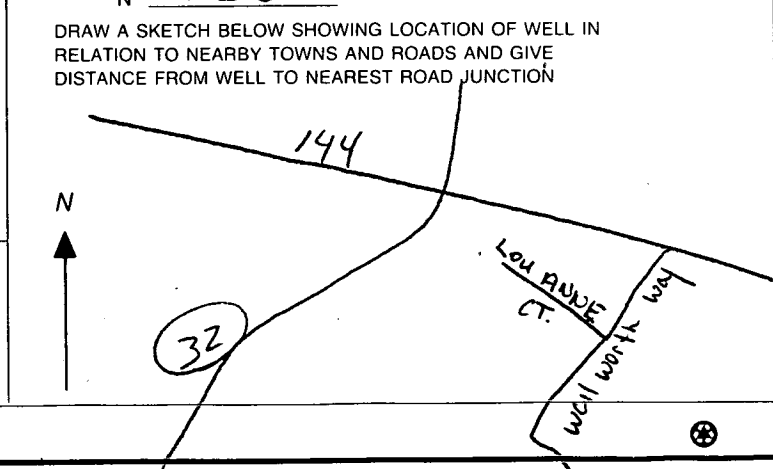 N
DRAW A SKETCH BELOW SHOWING LOCATION OF WELL IN
RELATION TO NEARBY TOWNS AND ROADS AND GIVE
DISTANCE FROM WELL TO NEAREST ROAD JUNCTION
144
N
LOU ANNE
CT.
Wellworth Way
32